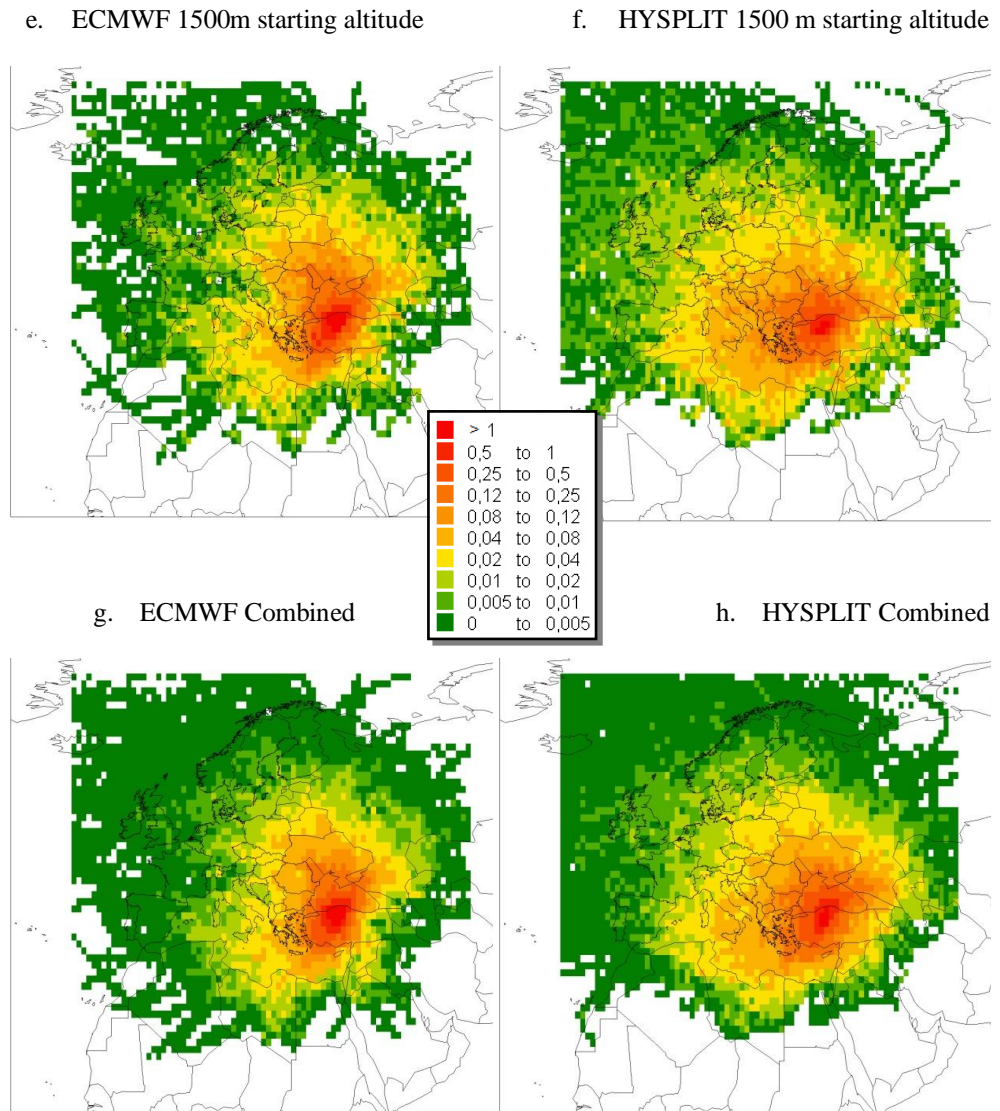 e. ECMWF 1500m starting altitude
f. HYSPLIT 1500 m starting altitude
> 1
0,5 to 1
0,25 to 0,5
0,12 to 0,25
0,08 to 0,12
0,04 to 0,08
0,02 to 0,04
0,01 to 0,02
0,005 to 0,01
0 to 0,005
g. ECMWF Combined
h. HYSPLIT Combined